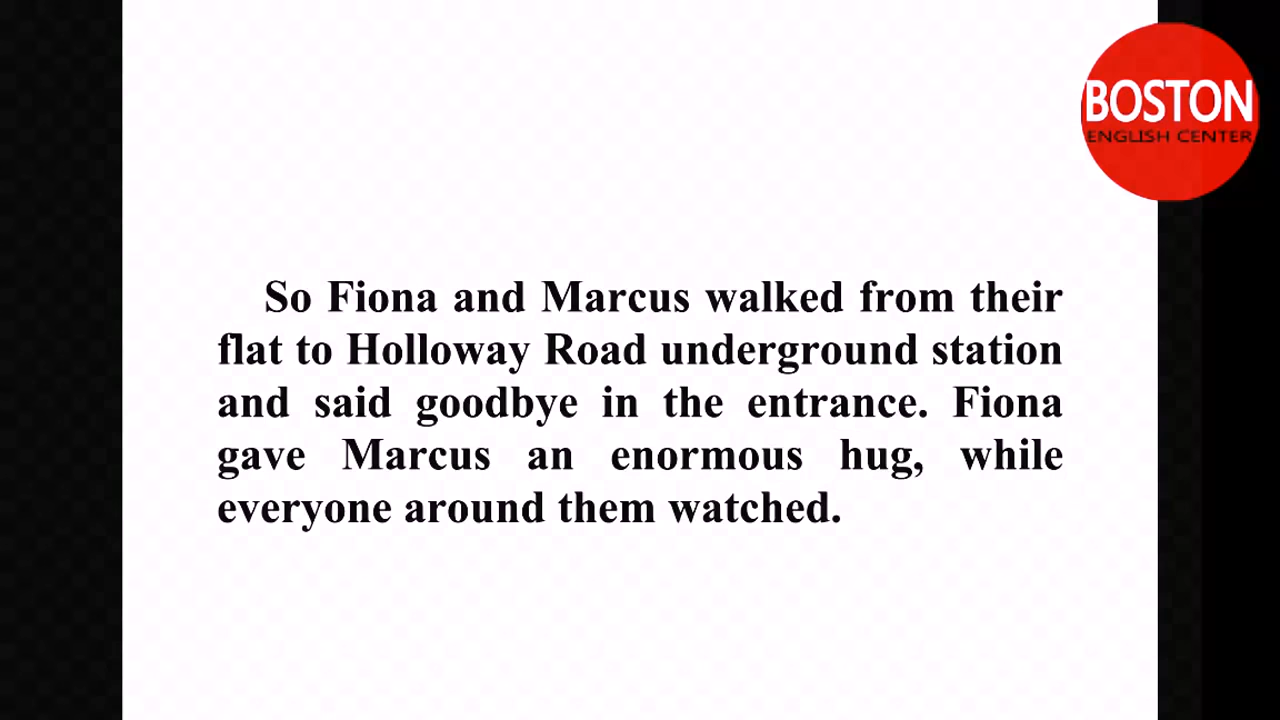 BOSTON
ENGLISH CENTER
So Fiona and Marcus walked from their
flat to Holloway Road underground station
and said goodbye in the entrance. Fiona
gave Marcus an enormous hug, while
everyone around them watched.